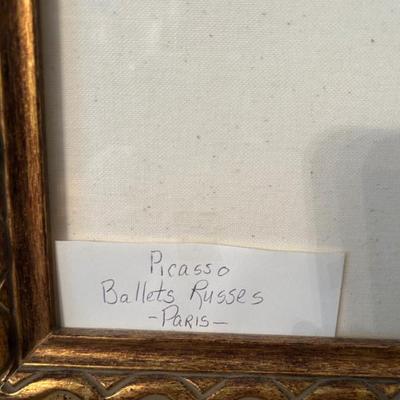 Picasso
Ballets Russes
-Paris-